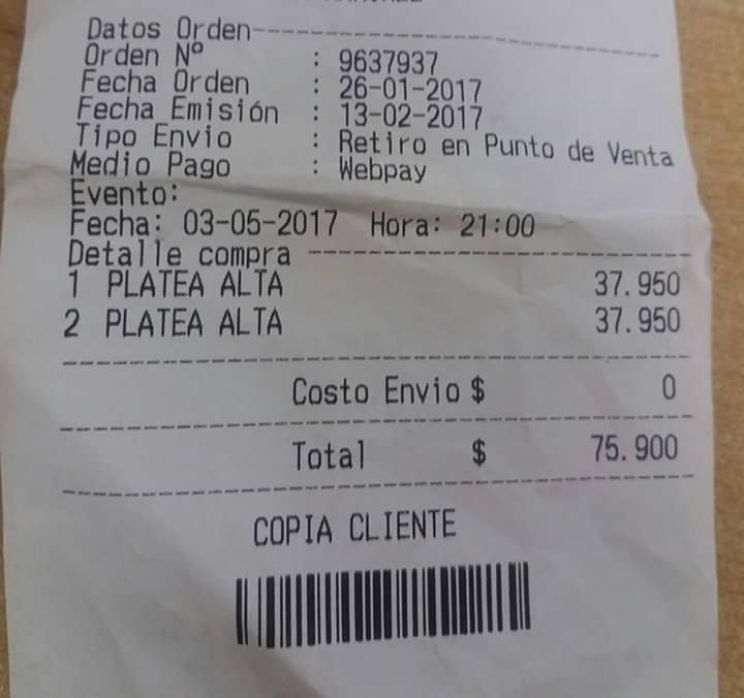 Datos Orden--------------------
Orden Nº : 9637937
Fecha Orden : 26-01-2017
Fecha Emisión : 13-02-2017
Tipo Envio : Retiro en Punto de Venta
Medio Pago : Webpay
Evento:
Fecha: 03-05-2017 Hora: 21:00
Detalle compra --------------------
1 PLATEA ALTA 37.950
2 PLATEA ALTA 37.950
Costo Envio $ 0
Total $ 75.900
COPIA CLIENTE